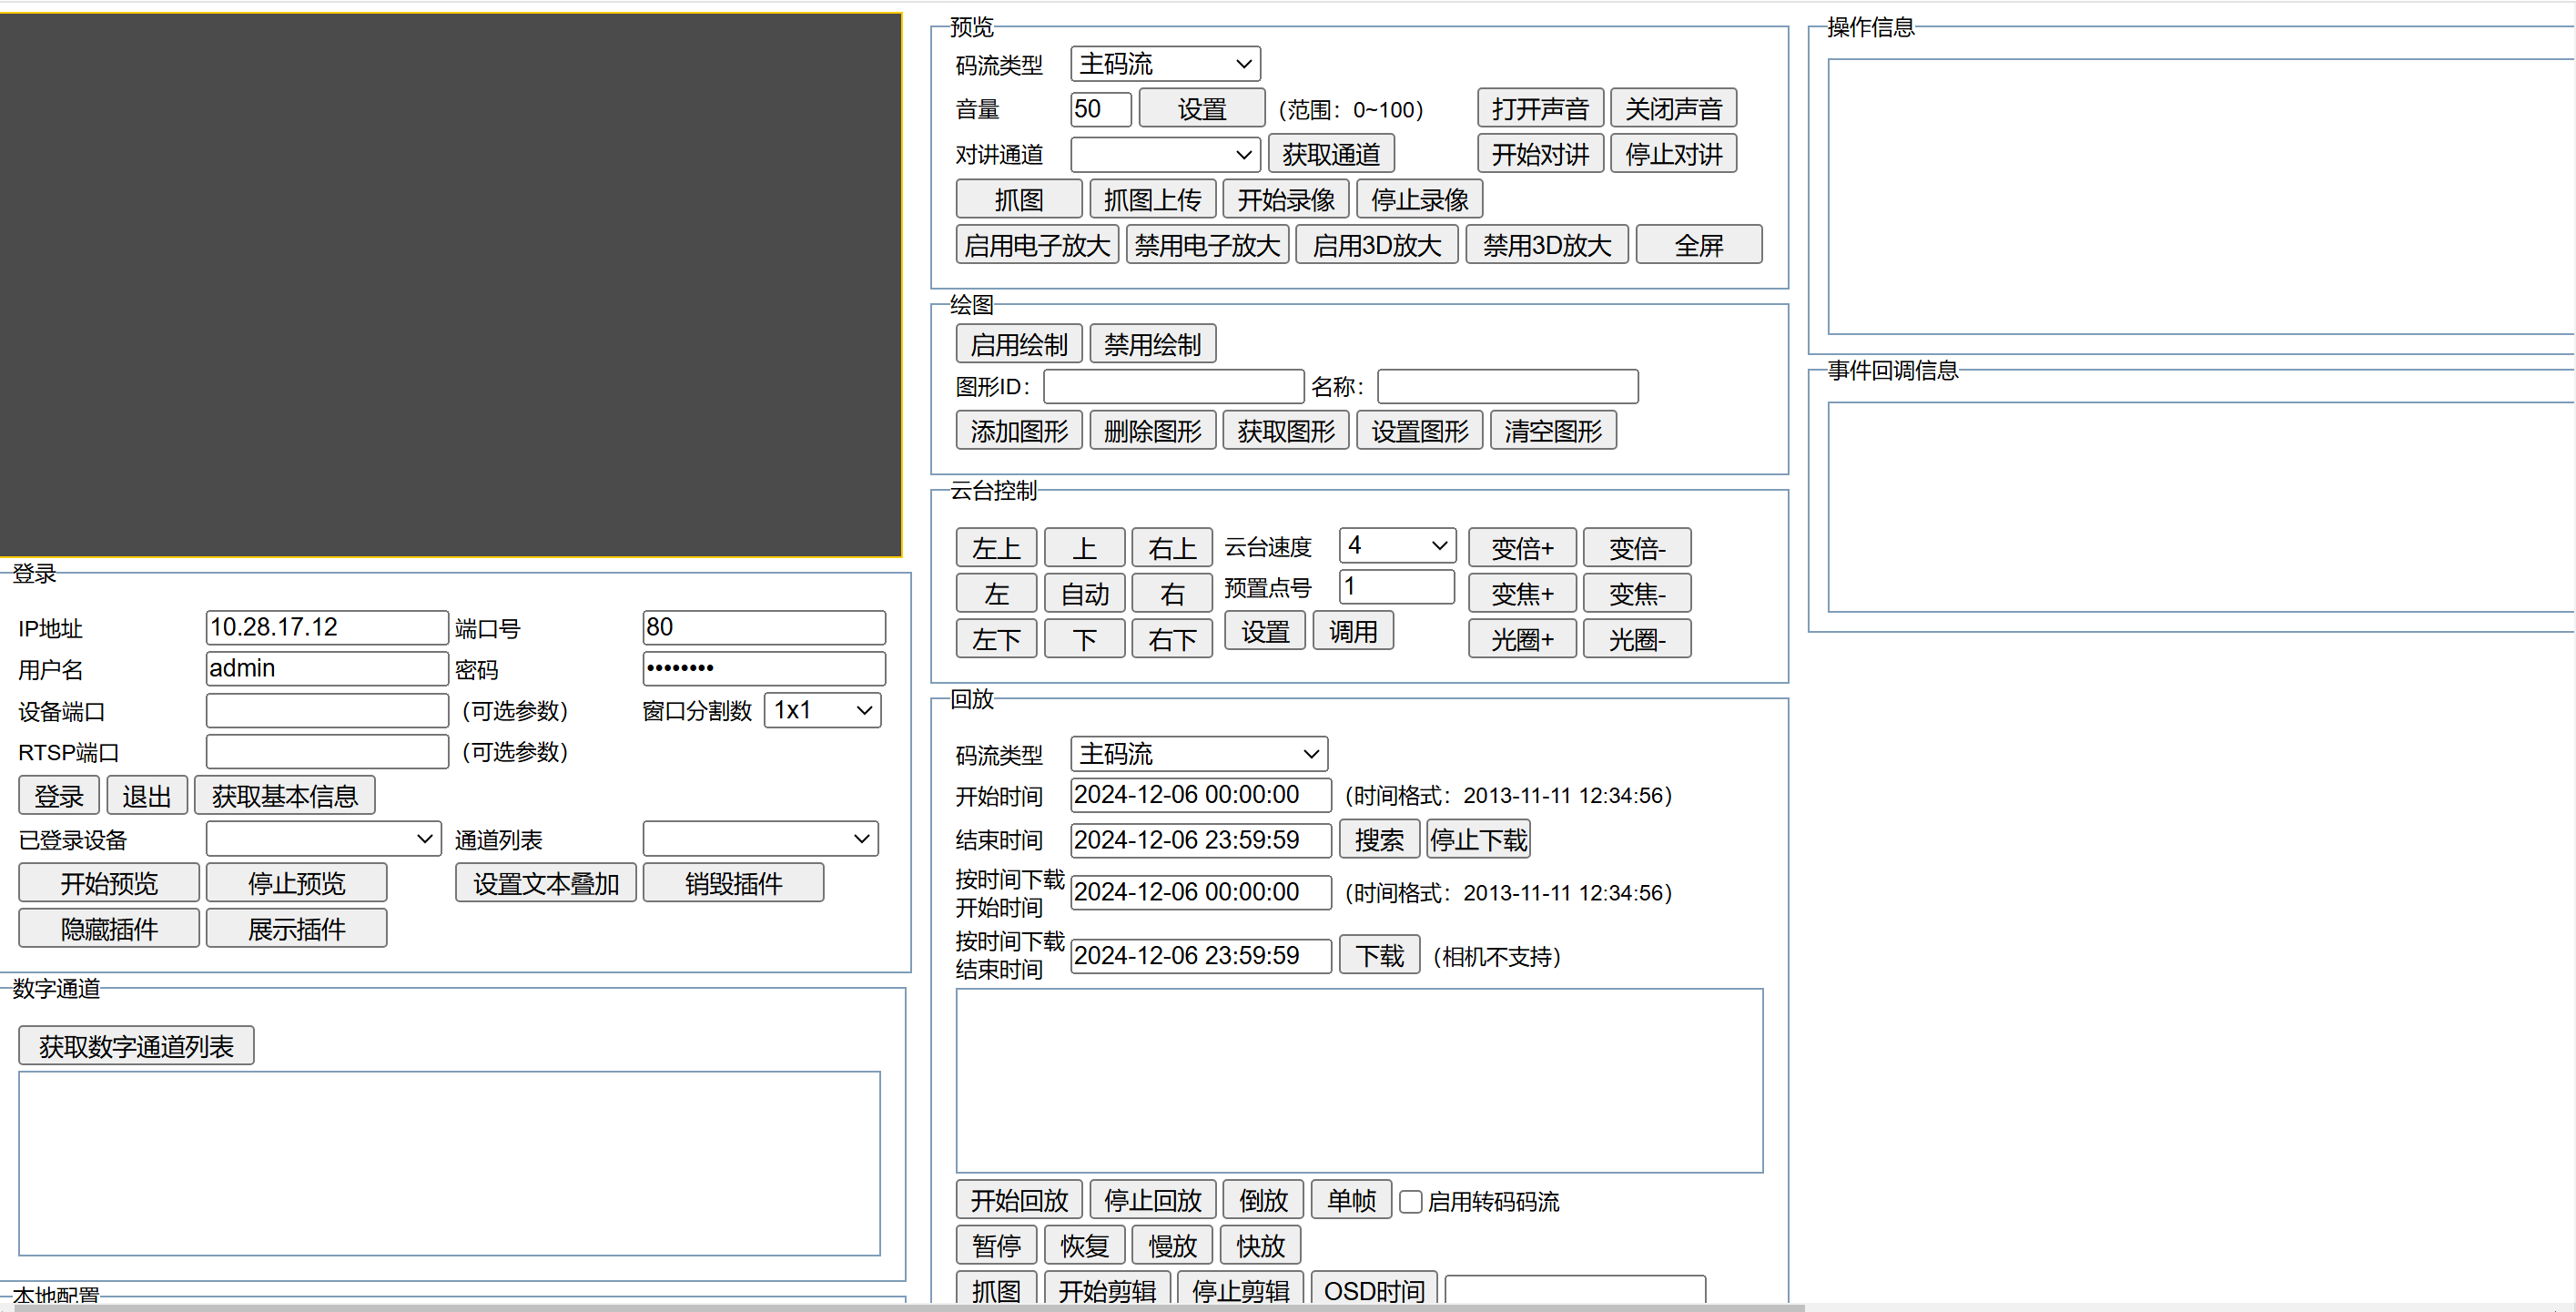 登录
IP地址 10.28.17.12 端口号 80
用户名 admin 密码 ••••••••
设备端口 (可选参数) 窗口分割数 1x1
RTSP端口 (可选参数)
登录 退出 获取基本信息
已登录设备 通道列表
开始预览 停止预览 设置文本叠加 销毁插件
隐藏插件 展示插件
数字通道
获取数字通道列表
本地配置
预览
码流类型 主码流
音量 50 设置 (范围：0~100) 打开声音 关闭声音
对讲通道 获取通道 开始对讲 停止对讲
抓图 抓图上传 开始录像 停止录像
启用电子放大 禁用电子放大 启用3D放大 禁用3D放大 全屏
绘图
启用绘制 禁用绘制
图形ID： 名称：
添加图形 删除图形 获取图形 设置图形 清空图形
云台控制
左上 上 右上 云台速度 4 变倍+ 变倍-
左 自动 右 预置点号 1 变焦+ 变焦-
左下 下 右下 设置 调用 光圈+ 光圈-
回放
码流类型 主码流
开始时间 2024-12-06 00:00:00 (时间格式：2013-11-11 12:34:56)
结束时间 2024-12-06 23:59:59 搜索 停止下载
按时间下载
开始时间 2024-12-06 00:00:00 (时间格式：2013-11-11 12:34:56)
按时间下载
结束时间 2024-12-06 23:59:59 下载 (相机不支持)
开始回放 停止回放 倒放 单帧 启用转码码流
暂停 恢复 慢放 快放
抓图 开始剪辑 停止剪辑 OSD时间
操作信息
事件回调信息